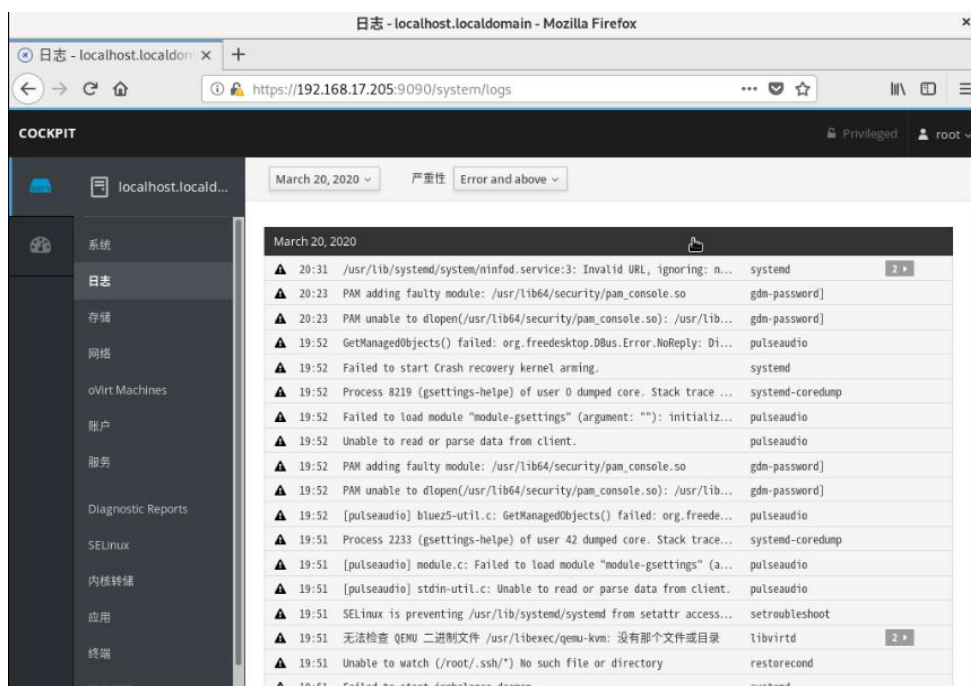 日志 - localhost.localdomain - Mozilla Firefox
日志 - localhost.localdom
https://192.168.17.205:9090/system/logs
COCKPIT
Privileged
root
localhost.locald...
March 20, 2020
严重性
Error and above
系统
日志
存储
网络
oVirt Machines
账户
服务
Diagnostic Reports
SELinux
内核转储
应用
终端
March 20, 2020
20:31 /usr/lib/systemd/system/ninfod.service:3: Invalid URL, ignoring: n... systemd 2
20:23 PAM adding faulty module: /usr/lib64/security/pam_console.so gdm-password]
20:23 PAM unable to dlopen(/usr/lib64/security/pam_console.so): /usr/lib... gdm-password]
19:52 GetManagedObjects() failed: org.freedesktop.DBus.Error.NoReply: Di... pulseaudio
19:52 Failed to start Crash recovery kernel arming. systemd
19:52 Process 8219 (gsettings-helpe) of user 0 dumped core. Stack trace ... systemd-coredump
19:52 Failed to load module "module-gsettings" (argument: ""): initializ... pulseaudio
19:52 Unable to read or parse data from client. pulseaudio
19:52 PAM adding faulty module: /usr/lib64/security/pam_console.so gdm-password]
19:52 PAM unable to dlopen(/usr/lib64/security/pam_console.so): /usr/lib... gdm-password]
19:52 [pulseaudio] bluez5-util.c: GetManagedObjects() failed: org.freede... pulseaudio
19:51 Process 2233 (gsettings-helpe) of user 42 dumped core. Stack trace... systemd-coredump
19:51 [pulseaudio] module.c: Failed to load module "module-gsettings" (a... pulseaudio
19:51 [pulseaudio] stdin-util.c: Unable to read or parse data from client. pulseaudio
19:51 SELinux is preventing /usr/lib/systemd/systemd from setattr access... setroubleshoot
19:51 无法检查 QEMU 二进制文件 /usr/libexec/qemu-kvm: 没有那个文件或目录 libvirtd 2
19:51 Unable to watch (/root/.ssh/*) No such file or directory restorecond